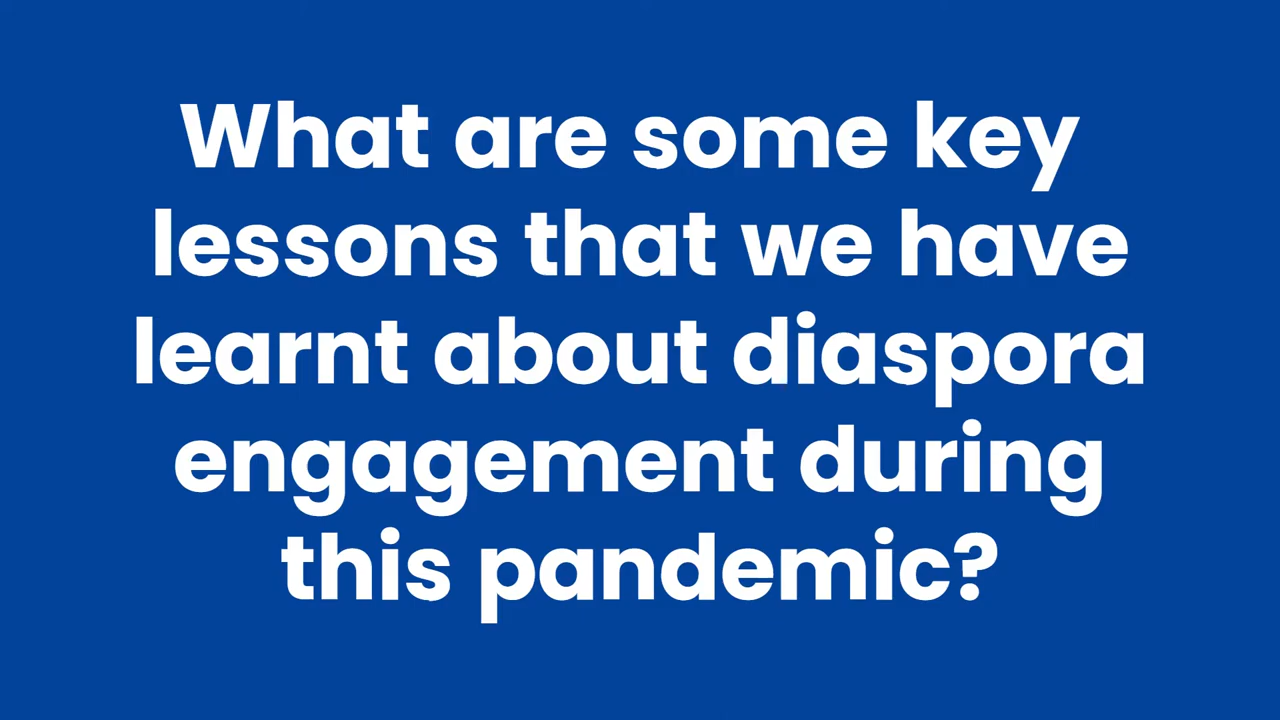 What are some key
lessons that we have
learnt about diaspora
engagement during
this pandemic?